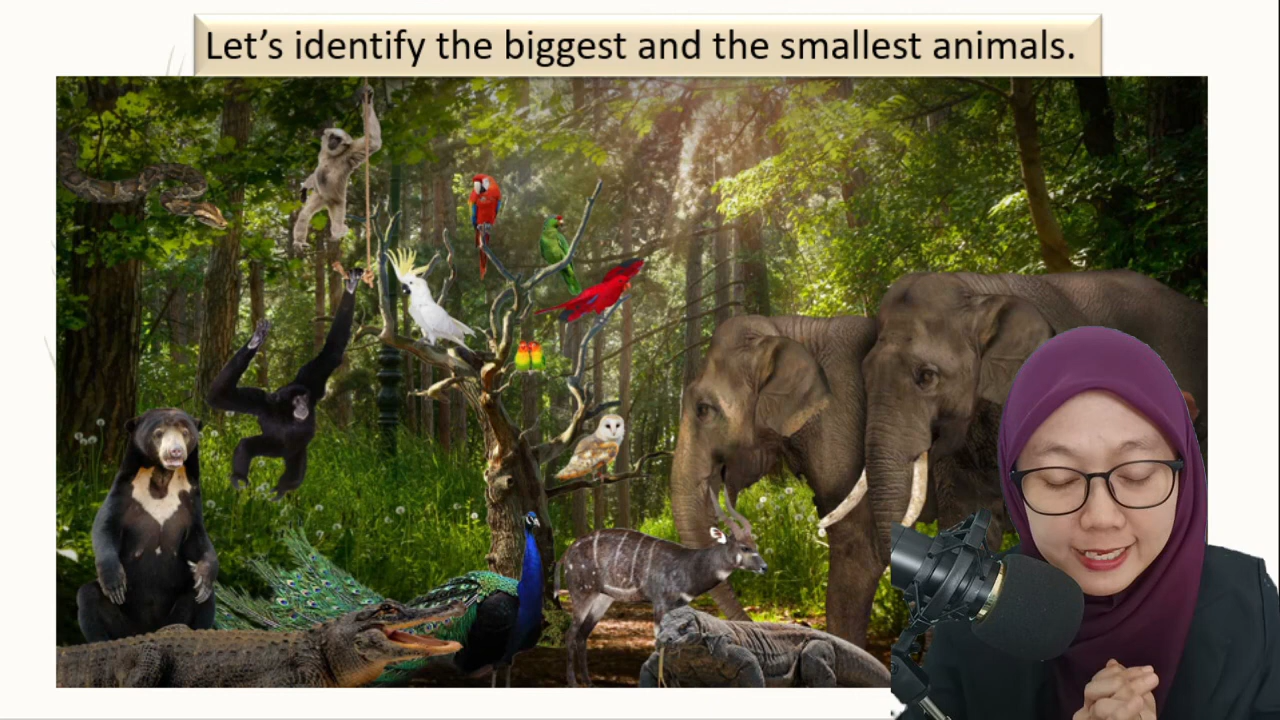 Let's identify the biggest and the smallest animals.